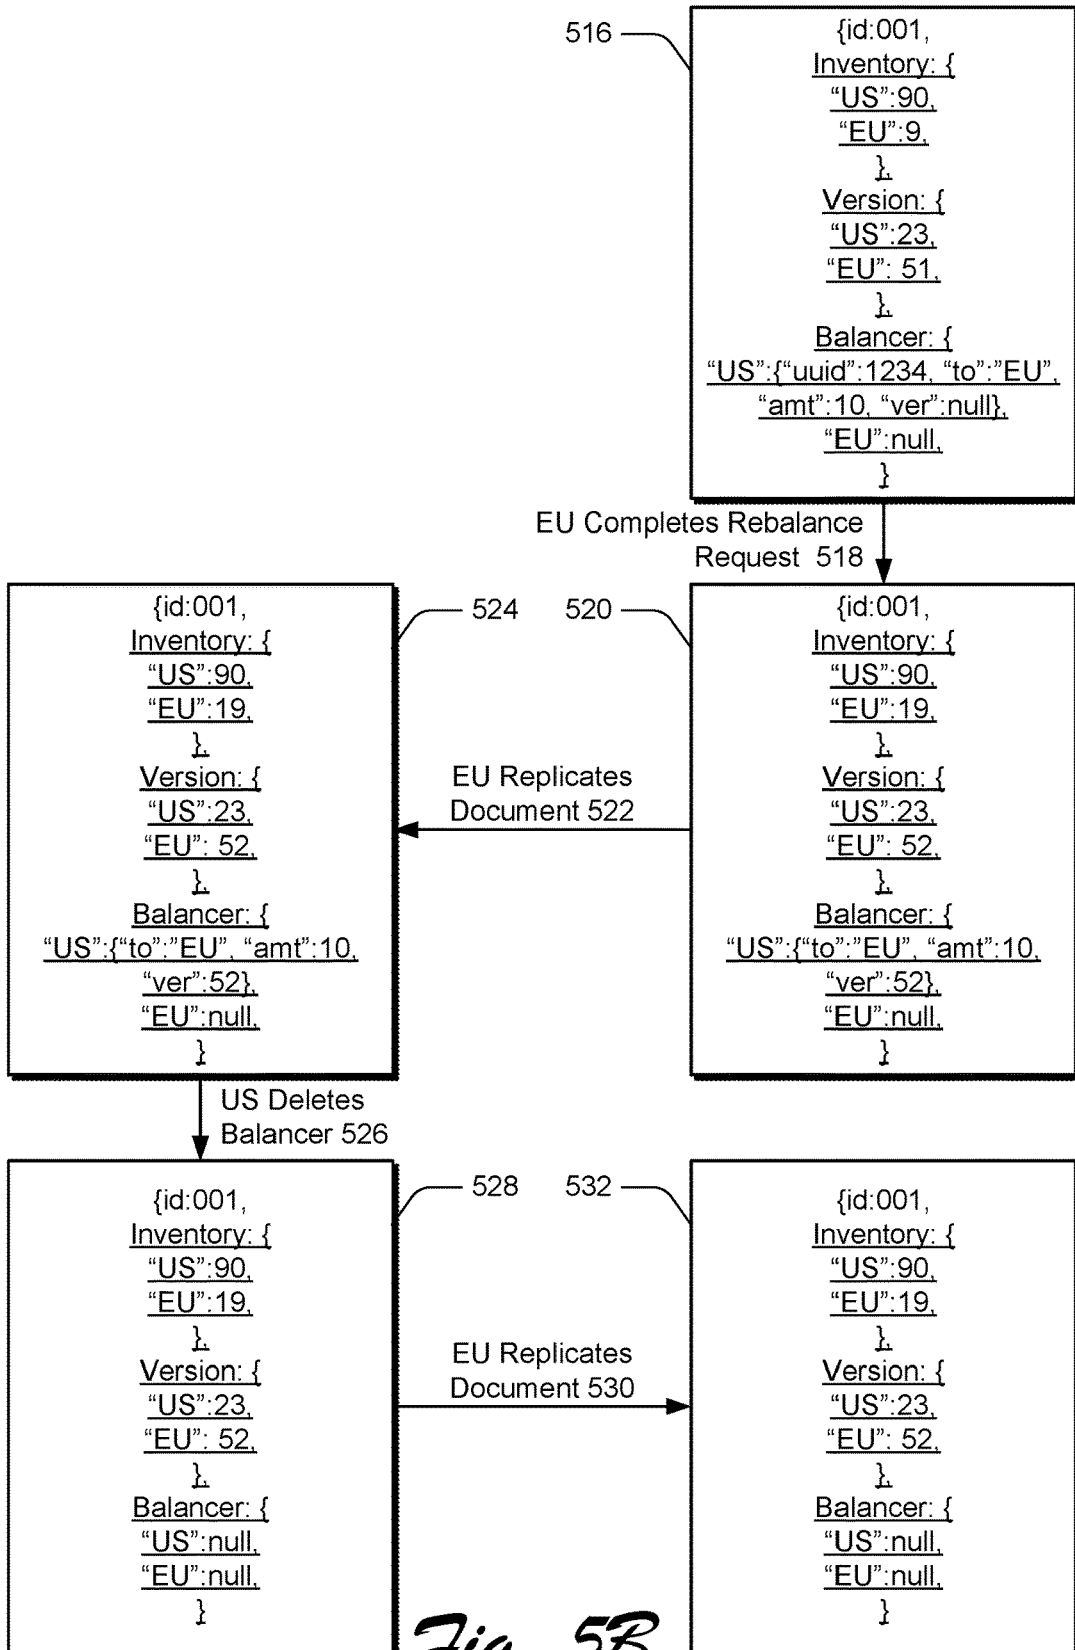 516
{id:001,
Inventory: {
“US”:90,
“EU”:9,
},
Version: {
“US”:23,
“EU”: 51,
},
Balancer: {
“US”:{“uuid”:1234, “to”:”EU”,
“amt”:10, “ver”:null},
“EU”:null,
}
EU Completes Rebalance
Request 518
{id:001,
Inventory: {
“US”:90,
“EU”:19,
},
Version: {
“US”:23,
“EU”: 52,
},
Balancer: {
“US”:{“to”:”EU”, “amt”:10,
“ver”:52},
“EU”:null,
}
524
520
{id:001,
Inventory: {
“US”:90,
“EU”:19,
},
Version: {
“US”:23,
“EU”: 52,
},
Balancer: {
“US”:{“to”:”EU”, “amt”:10,
“ver”:52},
“EU”:null,
}
EU Replicates
Document 522
US Deletes
Balancer 526
{id:001,
Inventory: {
“US”:90,
“EU”:19,
},
Version: {
“US”:23,
“EU”: 52,
},
Balancer: {
“US”:null,
“EU”:null,
}
528
532
{id:001,
Inventory: {
“US”:90,
“EU”:19,
},
Version: {
“US”:23,
“EU”: 52,
},
Balancer: {
“US”:null,
“EU”:null,
}
EU Replicates
Document 530
Fig. 5B